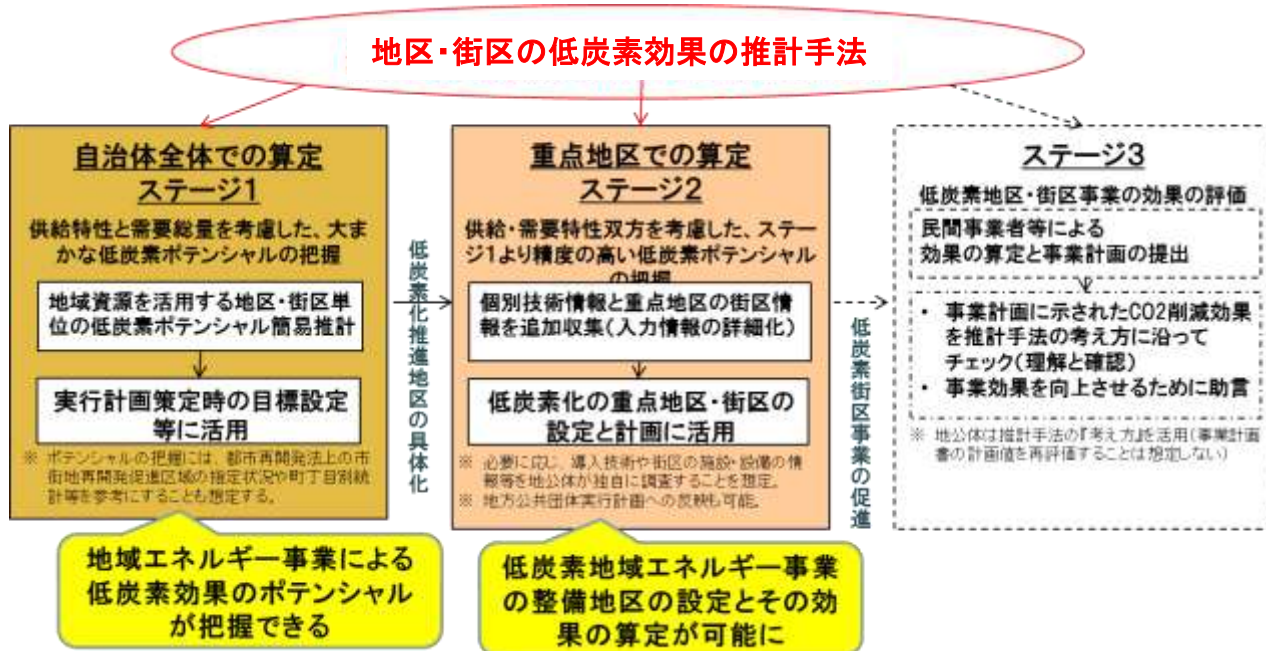 地区・街区の低炭素効果の推計手法
自治体全体での算定
ステージ1
供給特性と需要総量を考慮した、大ま
かな低炭素ポテンシャルの把握
地域資源を活用する地区・街区単
位の低炭素ポテンシャル簡易推計
実行計画策定時の目標設定
等に活用
※ ポテンシャルの把握には、都市再開発法上の市
街地再開発促進区域の指定状況や町丁目別統
計等を参考にすることも想定する。
地域エネルギー事業による
低炭素効果のポテンシャル
が把握できる
低炭素化推進地区の具体化
重点地区での算定
ステージ2
供給・需要特性双方を考慮した、ステー
ジ1より精度の高い低炭素ポテンシャル
の把握
個別技術情報と重点地区の街区情
報を追加収集(入力情報の詳細化)
低炭素化の重点地区・街区の
設定と計画に活用
※ 必要に応じ、導入技術や街区の施設・設備の情
報等を地公体が独自に調査することを想定。
※ 地方公共団体実行計画への反映も可能。
低炭素地域エネルギー事業
の整備地区の設定とその効
果の算定が可能に
低炭素街区事業の促進
ステージ3
低炭素地区・街区事業の効果の評価
民間事業者等による
効果の算定と事業計画の提出
・ 事業計画に示されたCO2削減効果
を推計手法の考え方に沿って
チェック(理解と確認)
・ 事業効果を向上させるために助言
※ 地公体は推計手法の『考え方』を活用(事業計画
書の計画値を再評価することは想定しない)